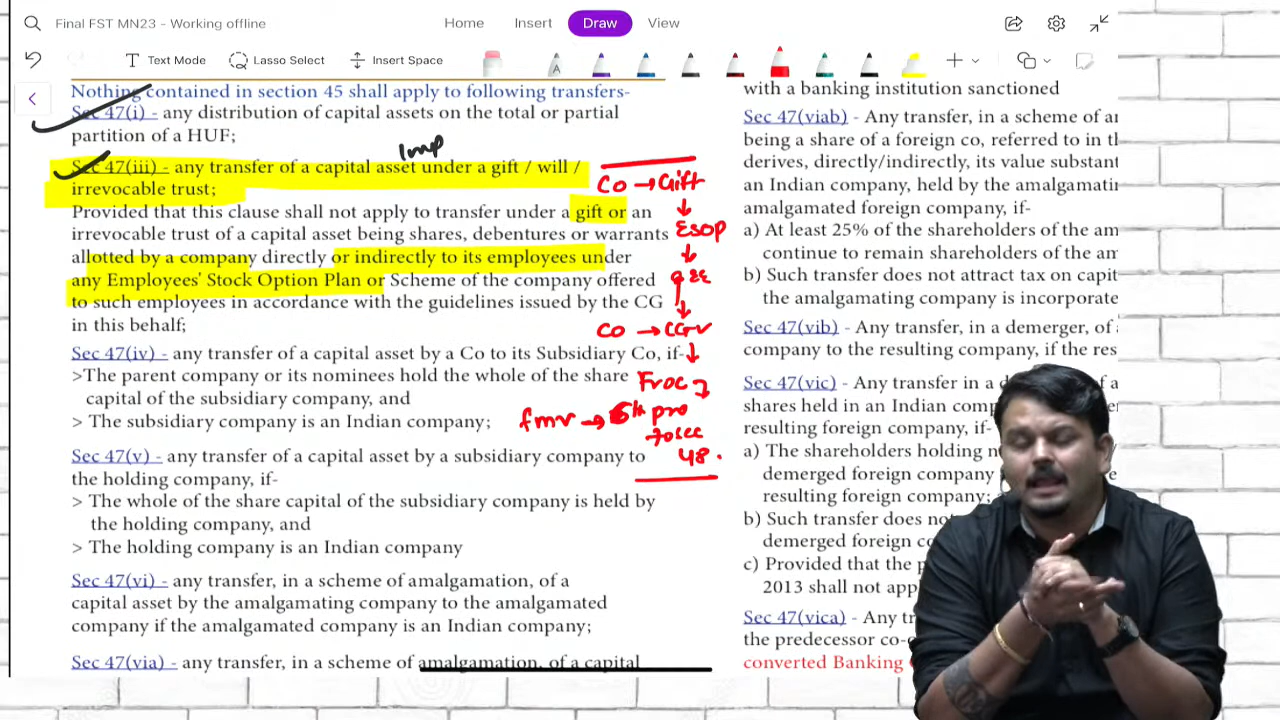 Final FST MN23 - Working offline
Home Insert Draw View
Text Mode Lasso Select Insert Space
Nothing contained in section 45 shall apply to following transfers-
Sec 47(i) - any distribution of capital assets on the total or partial
partition of a HUF;
Imp
Sec 47(iii) - any transfer of a capital asset under a gift / will /
irrevocable trust;
Provided that this clause shall not apply to transfer under a gift or an
irrevocable trust of a capital asset being shares, debentures or warrants
allotted by a company directly or indirectly to its employees under
any Employees' Stock Option Plan or Scheme of the company offered
to such employees in accordance with the guidelines issued by the CG
in this behalf;
Sec 47(iv) - any transfer of a capital asset by a Co to its Subsidiary Co, if-
>The parent company or its nominees hold the whole of the share
capital of the subsidiary company, and
> The subsidiary company is an Indian company;
Sec 47(v) - any transfer of a capital asset by a subsidiary company to
the holding company, if-
> The whole of the share capital of the subsidiary company is held by
the holding company, and
> The holding company is an Indian company
Sec 47(vi) - any transfer, in a scheme of amalgamation, of a
capital asset by the amalgamating company to the amalgamated
company if the amalgamated company is an Indian company;
Sec 47(via) - any transfer, in a scheme of amalgamation, of a capital
Co → Gift
↓
ESOP
↓
↓
Co →
↓
Froc
fmv → 6th pro
to sec
48.
with a banking institution sanctioned
Sec 47(viab) - Any transfer, in a scheme of a
being a share of a foreign co, referred to in t
derives, directly/indirectly, its value substant
an Indian company, held by the amalgamati
amalgamated foreign company, if-
a) At least 25% of the shareholders of the am
continue to remain shareholders of the am
b) Such transfer does not attract tax on capit
the amalgamating company is incorporate
Sec 47(vib) - Any transfer, in a demerger, of
company to the resulting company, if the res
Sec 47(vic) - Any transfer in a d
shares held in an Indian comp
resulting foreign company, if-
a) The shareholders holding n
demerged foreign company
resulting foreign company;
b) Such transfer does no
demerged foreign co
c) Provided that the p
2013 shall not app
Sec 47(vica) - Any tr
the predecessor co-o
converted Banking